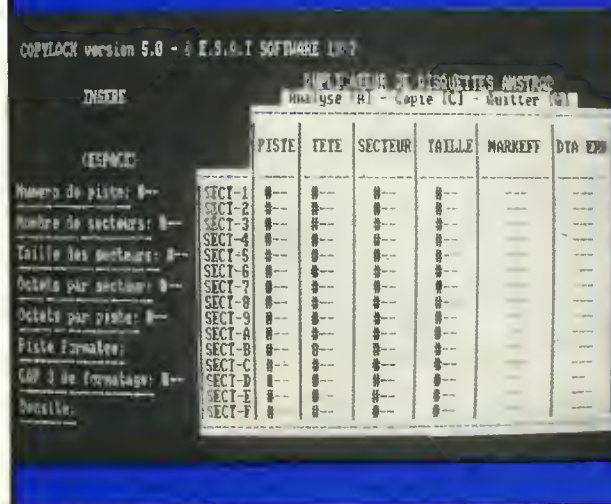 COPYLOCK version 5.0 - E.S.A.T SOFTWARE
DUPLICATEUR DE DISQUETTES AMSTRAD
INSERE
Analyse [A] - Copie [C] - Quitter [Q]
PISTE TETE SECTEUR TAILLE MARKEFF DTA ERR
(ESPACE)
Numero de piste: #--
Nombre de secteurs: #--
Taille des secteurs: #--
Octets par secteur: #--
Octets par piste: #--
Piste formatee:
GAP 3 de formatage: #--
Densite:
SECT-1 #-- #-- #-- #-- --- ---
SECT-2 #-- #-- #-- #-- --- ---
SECT-3 #-- #-- #-- #-- --- ---
SECT-4 #-- #-- #-- #-- --- ---
SECT-5 #-- #-- #-- #-- --- ---
SECT-6 #-- #-- #-- #-- --- ---
SECT-7 #-- #-- #-- #-- --- ---
SECT-8 #-- #-- #-- #-- --- ---
SECT-9 #-- #-- #-- #-- --- ---
SECT-A #-- #-- #-- #-- --- ---
SECT-B #-- #-- #-- #-- --- ---
SECT-C #-- #-- #-- #-- --- ---
SECT-D #-- #-- #-- #-- --- ---
SECT-E #-- #-- #-- #-- --- ---
SECT-F #-- #-- #-- #-- --- ---